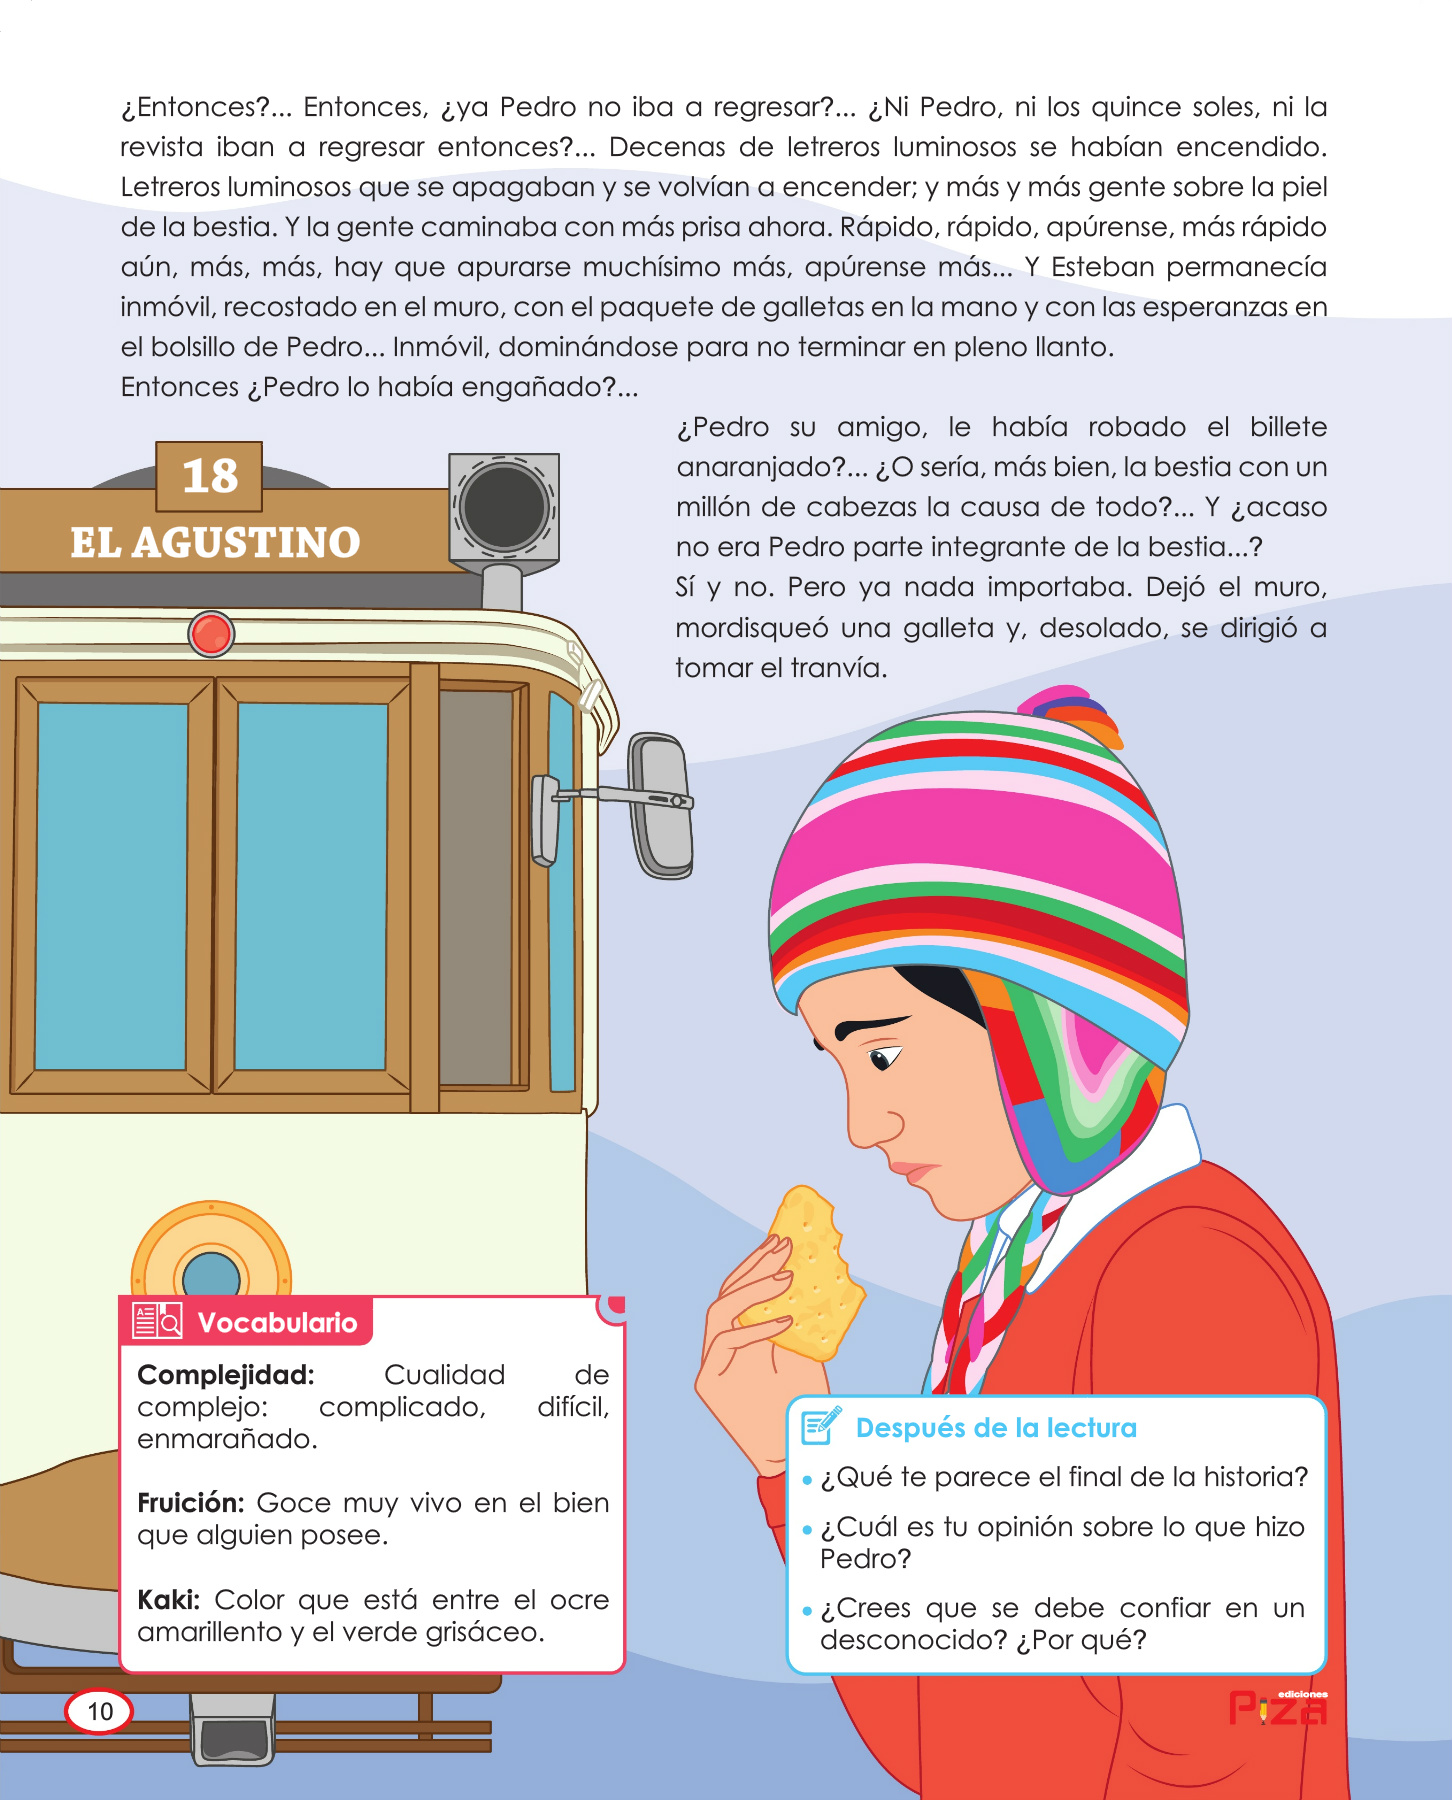 ¿Entonces?... Entonces, ¿ya Pedro no iba a regresar?... ¿Ni Pedro, ni los quince soles, ni la
revista iban a regresar entonces?... Decenas de letreros luminosos se habían encendido.
Letreros luminosos que se apagaban y se volvían a encender; y más y más gente sobre la piel
de la bestia. Y la gente caminaba con más prisa ahora. Rápido, rápido, apúrense, más rápido
aún, más, más, hay que apurarse muchísimo más, apúrense más... Y Esteban permanecía
inmóvil, recostado en el muro, con el paquete de galletas en la mano y con las esperanzas en
el bolsillo de Pedro... Inmóvil, dominándose para no terminar en pleno llanto.
Entonces ¿Pedro lo había engañado?...
¿Pedro su amigo, le había robado el billete
anaranjado?... ¿O sería, más bien, la bestia con un
millón de cabezas la causa de todo?... Y ¿acaso
no era Pedro parte integrante de la bestia...?
Sí y no. Pero ya nada importaba. Dejó el muro,
mordisqueó una galleta y, desolado, se dirigió a
tomar el tranvía.
18
EL AGUSTINO
Vocabulario
Complejidad: Cualidad de
complejo: complicado, difícil,
enmarañado.
Fruición: Goce muy vivo en el bien
que alguien posee.
Kaki: Color que está entre el ocre
amarillento y el verde grisáceo.
Después de la lectura
• ¿Qué te parece el final de la historia?
• ¿Cuál es tu opinión sobre lo que hizo
Pedro?
• ¿Crees que se debe confiar en un
desconocido? ¿Por qué?
10
ediciones
Piza